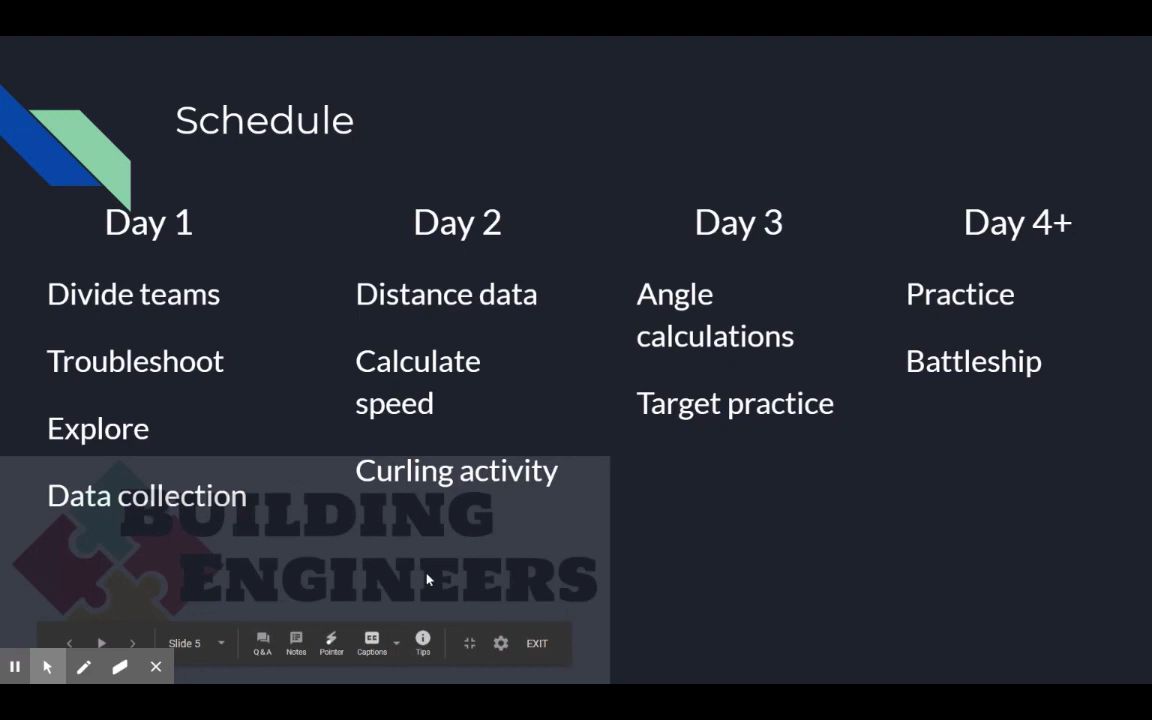 Schedule
Day 1
Divide teams
Troubleshoot
Explore
Data collection
Day 2
Distance data
Calculate
speed
Curling activity
Day 3
Angle
calculations
Target practice
Day 4+
Practice
Battleship
BUILDING
ENGINEERS
Slide 5
Q&A
Notes
Pointer
Captions
Tips
EXIT